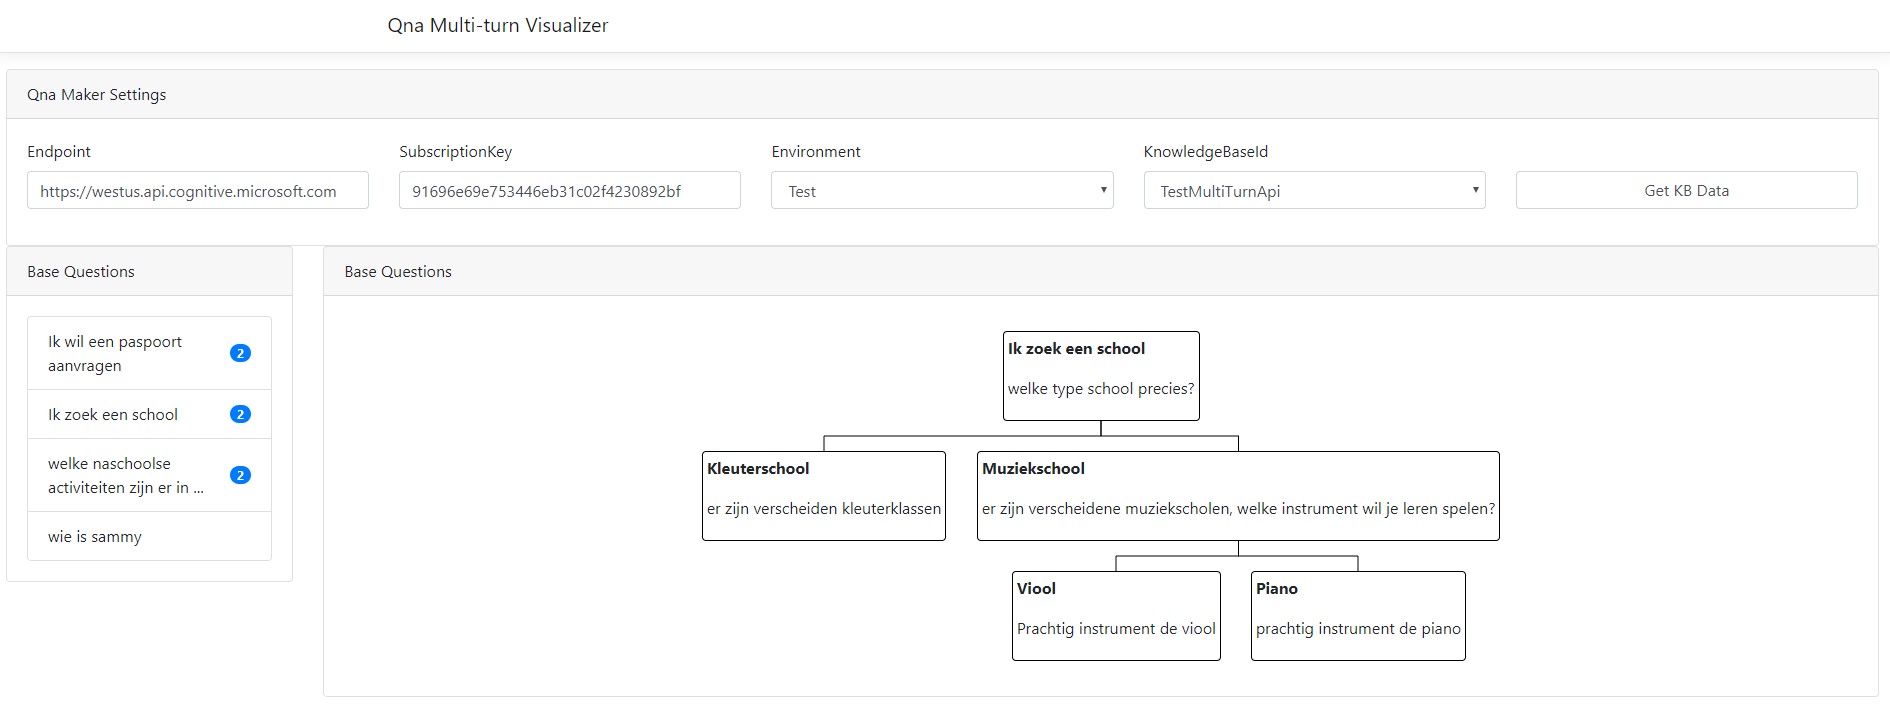 Qna Multi-turn Visualizer
Qna Maker Settings
Endpoint
SubscriptionKey
Environment
KnowledgeBaseId
https://westus.api.cognitive.microsoft.com
91696e69e753446eb31c02f4230892bf
Test
TestMultiTurnApi
Get KB Data
Base Questions
Ik wil een paspoort
aanvragen
2
Ik zoek een school
2
welke naschoolse
activiteiten zijn er in ...
2
wie is sammy
Base Questions
Ik zoek een school
welke type school precies?
Kleuterschool
er zijn verscheiden kleuterklassen
Muziekschool
er zijn verscheidene muziekscholen, welke instrument wil je leren spelen?
Viool
Prachtig instrument de viool
Piano
prachtig instrument de piano